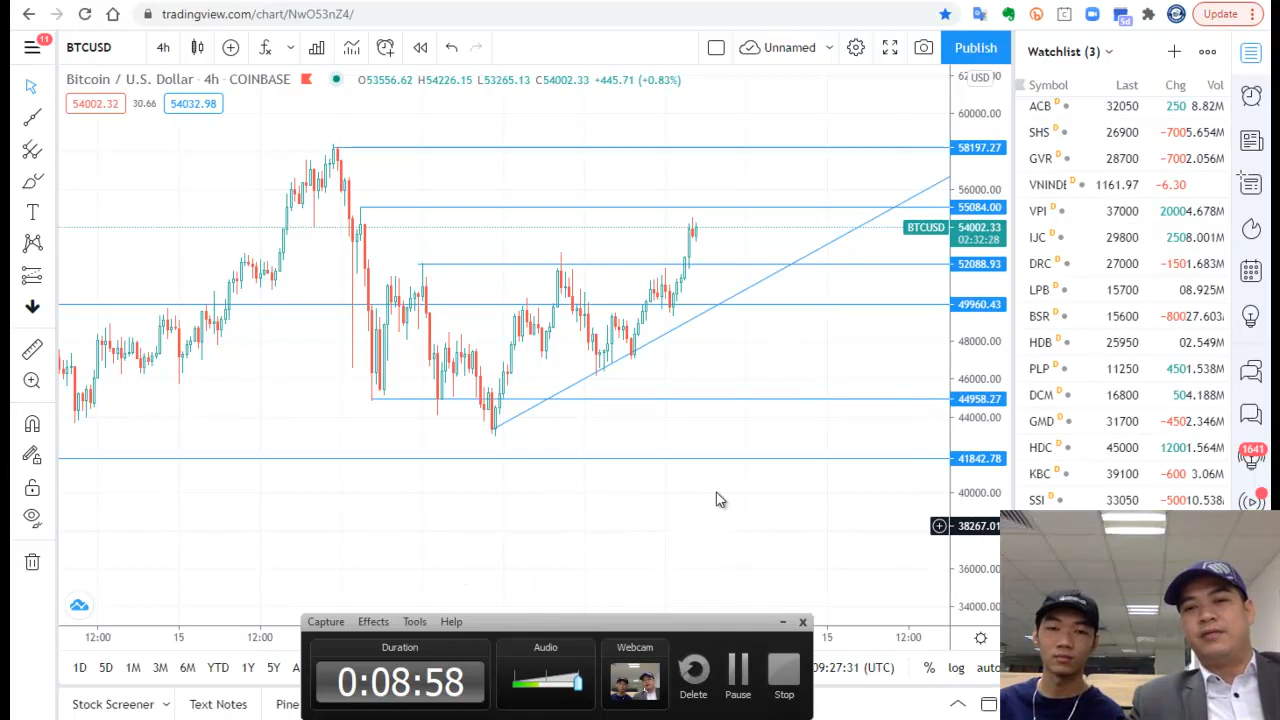 tradingview.com/chart/NwO53nZ4/
5d
Update
11
BTCUSD
4h
Unnamed
Publish
Watchlist (3)
Bitcoin / U.S. Dollar · 4h · COINBASE
O53556.62 H54226.15 L53265.13 C54002.33 +445.71 (+0.83%)
54002.32 30.66 54032.98
USD
60000.00
58197.27
56000.00
55084.00
BTCUSD 54002.33
02:32:28
52088.93
49960.43
48000.00
46000.00
44958.27
44000.00
41842.78
40000.00
38267.01
36000.00
34000.00
12:00 15 12:00 15 12:00
Symbol Last Chg Vol
ACB D 32050 250 8.82M
SHS D 26900 -700 5.654M
GVR D 28700 -700 2.056M
VNINDE D 1161.97 -6.30
VPI D 37000 2000 4.678M
IJC D 29800 250 8.001M
DRC D 27000 -150 1.683M
LPB D 15700 0 8.925M
BSR D 15600 -800 27.603M
HDB D 25950 0 2.549M
PLP D 11250 450 1.538M
DCM D 16800 50 4.188M
GMD D 31700 -450 2.346M
HDC D 45000 1200 1.564M
KBC D 39100 -600 3.06M
SSI D 33050 -500 10.538M
1641
1D 5D 1M 3M 6M YTD 1Y 5Y
09:27:31 (UTC) % log auto
Stock Screener Text Notes Pine
Capture Effects Tools Help
Duration
0:08:58
Audio
Webcam
Delete Pause Stop